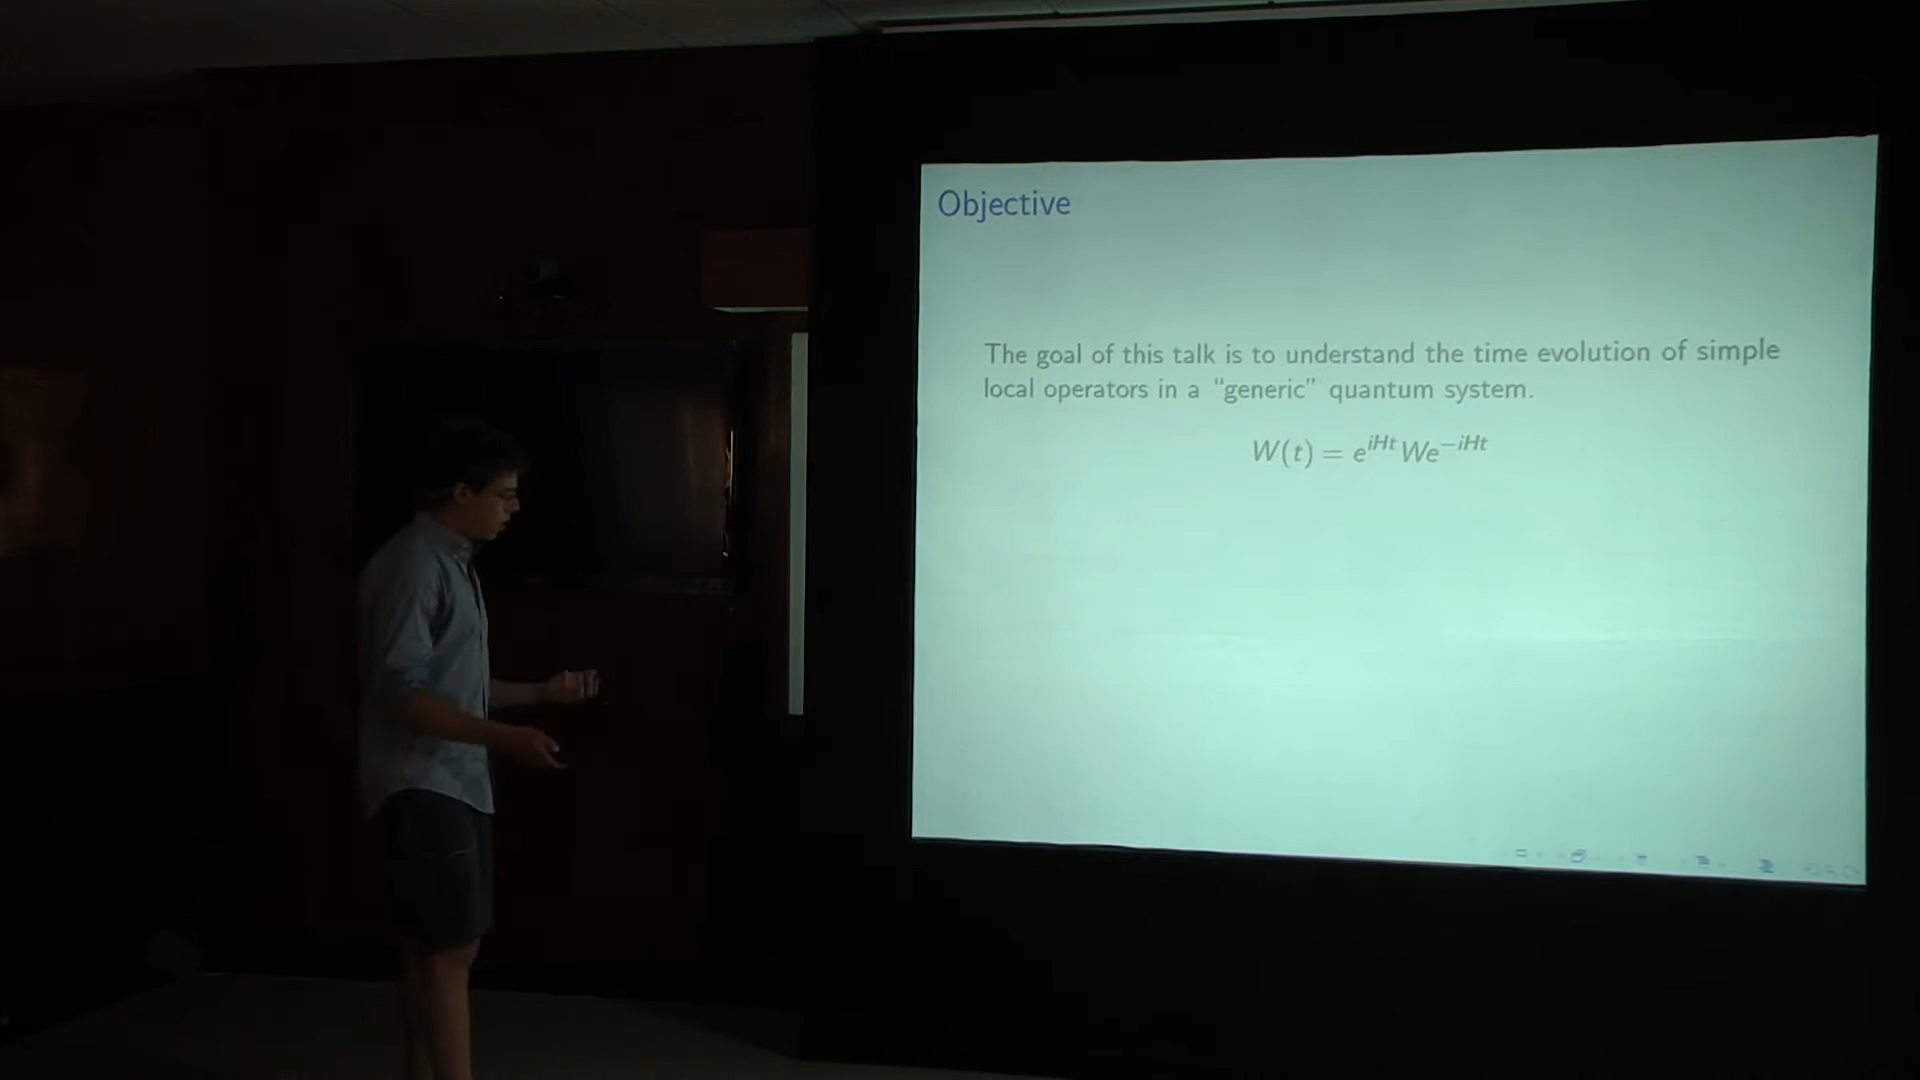 Objective
The goal of this talk is to understand the time evolution of simple
local operators in a "generic" quantum system.
W(t) = e^{iHt} We^{-iHt}